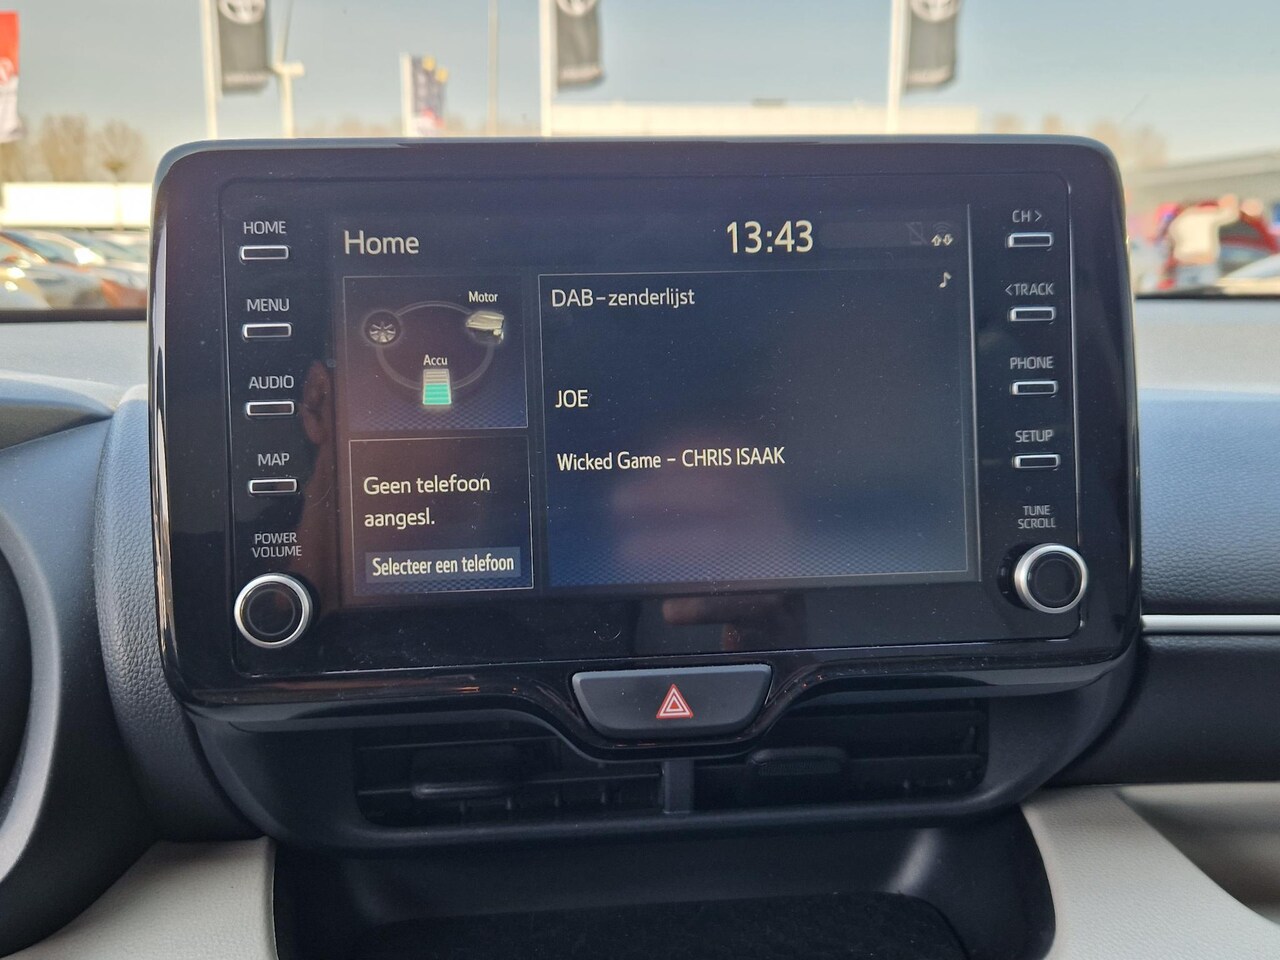 HOME
MENU
AUDIO
MAP
POWER
VOLUME
Home
13:43
Motor
Accu
Geen telefoon
aangesl.
Selecteer een telefoon
DAB-zenderlijst
JOE
Wicked Game - CHRIS ISAAK
CH >
< TRACK
PHONE
SETUP
TUNE
SCROLL